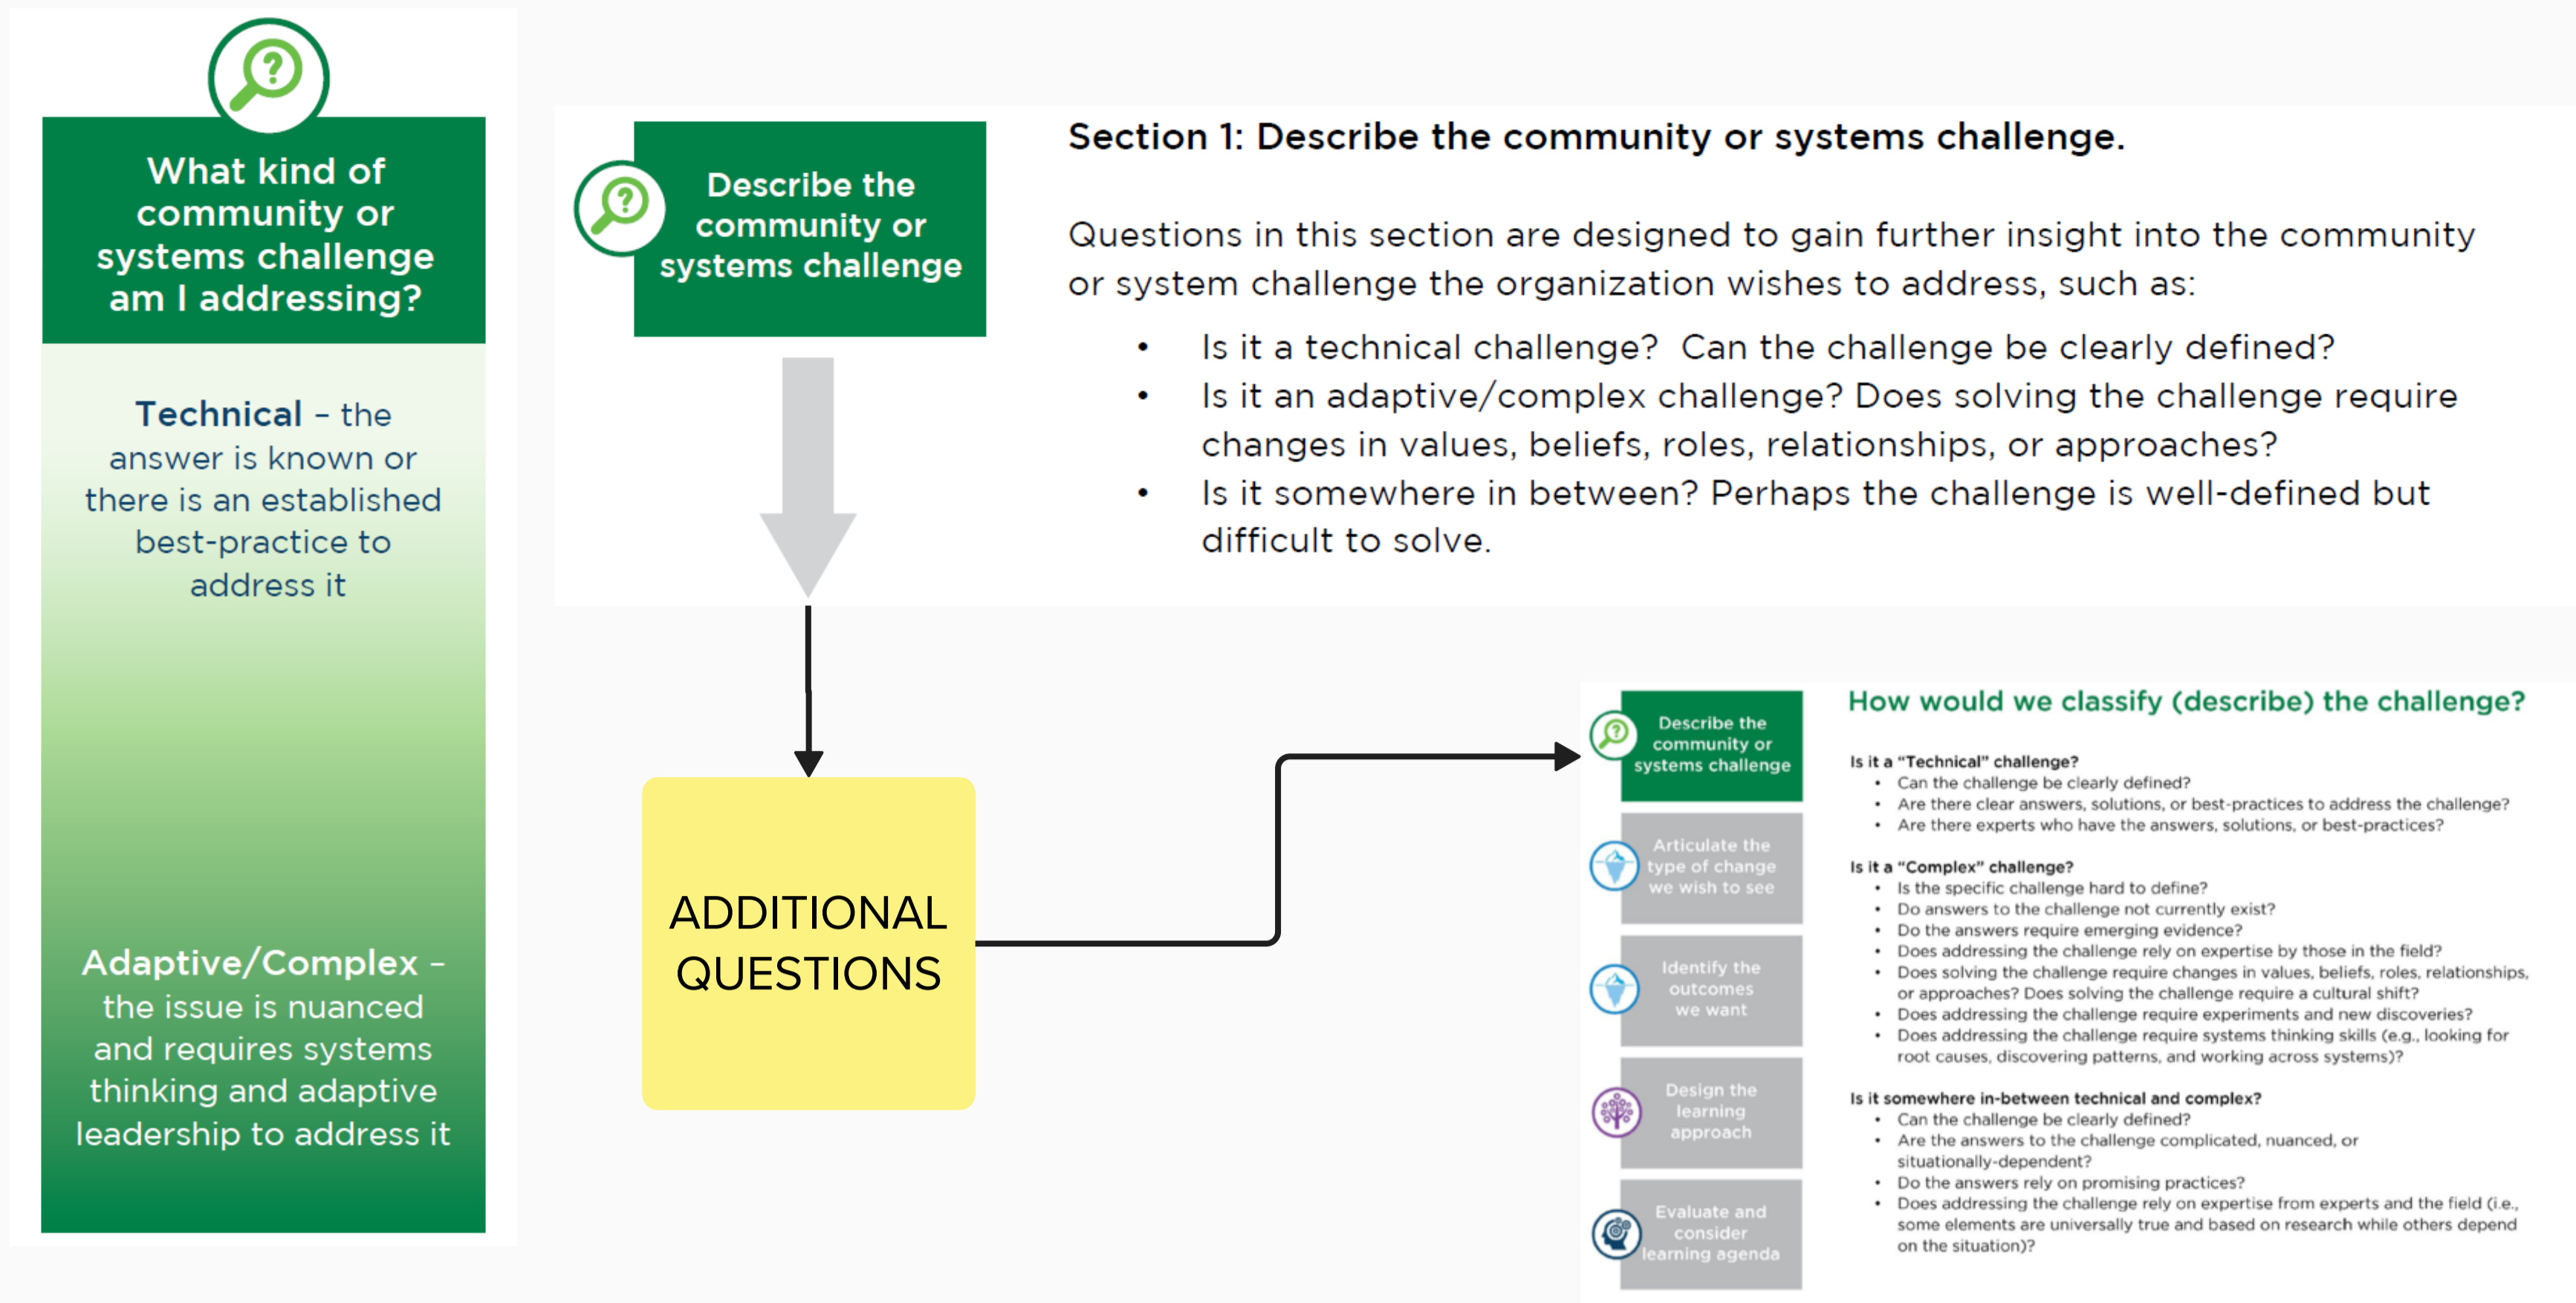 What kind of
community or
systems challenge
am I addressing?
Technical – the
answer is known or
there is an established
best-practice to
address it
Adaptive/Complex –
the issue is nuanced
and requires systems
thinking and adaptive
leadership to address it
Describe the
community or
systems challenge
Section 1: Describe the community or systems challenge.
Questions in this section are designed to gain further insight into the community
or system challenge the organization wishes to address, such as:
• Is it a technical challenge?  Can the challenge be clearly defined?
• Is it an adaptive/complex challenge? Does solving the challenge require
changes in values, beliefs, roles, relationships, or approaches?
• Is it somewhere in between? Perhaps the challenge is well-defined but
difficult to solve.
ADDITIONAL
QUESTIONS
Describe the
community or
systems challenge
Articulate the
type of change
we wish to see
Identify the
outcomes
we want
Design the
learning
approach
Evaluate and
consider
learning agenda
How would we classify (describe) the challenge?
Is it a “Technical” challenge?
• Can the challenge be clearly defined?
• Are there clear answers, solutions, or best-practices to address the challenge?
• Are there experts who have the answers, solutions, or best-practices?
Is it a “Complex” challenge?
• Is the specific challenge hard to define?
• Do answers to the challenge not currently exist?
• Do the answers require emerging evidence?
• Does addressing the challenge rely on expertise by those in the field?
• Does solving the challenge require changes in values, beliefs, roles, relationships,
or approaches? Does solving the challenge require a cultural shift?
• Does addressing the challenge require experiments and new discoveries?
• Does addressing the challenge require systems thinking skills (e.g., looking for
root causes, discovering patterns, and working across systems)?
Is it somewhere in-between technical and complex?
• Can the challenge be clearly defined?
• Are the answers to the challenge complicated, nuanced, or
situationally-dependent?
• Do the answers rely on promising practices?
• Does addressing the challenge rely on expertise from experts and the field (i.e.,
some elements are universally true and based on research while others depend
on the situation)?